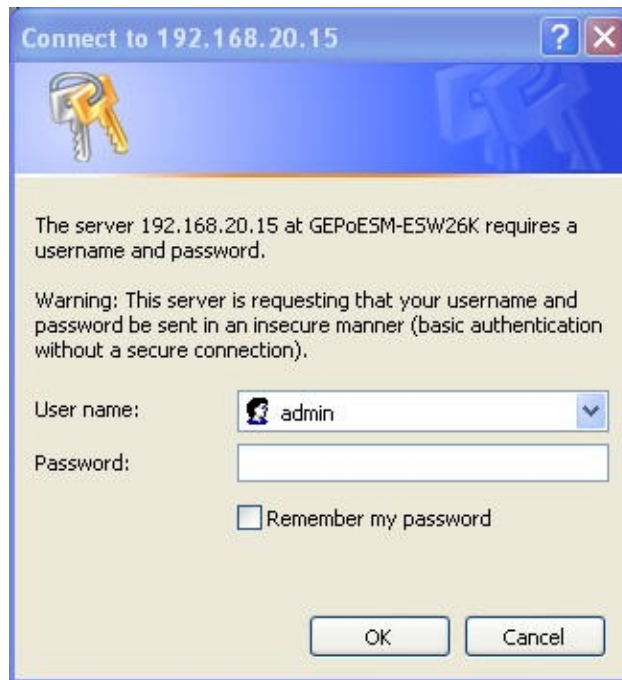 Connect to 192.168.20.15
?
The server 192.168.20.15 at GEPoESM-ESW26K requires a
username and password.
Warning: This server is requesting that your username and
password be sent in an insecure manner (basic authentication
without a secure connection).
User name: admin
Password:
Remember my password
OK Cancel